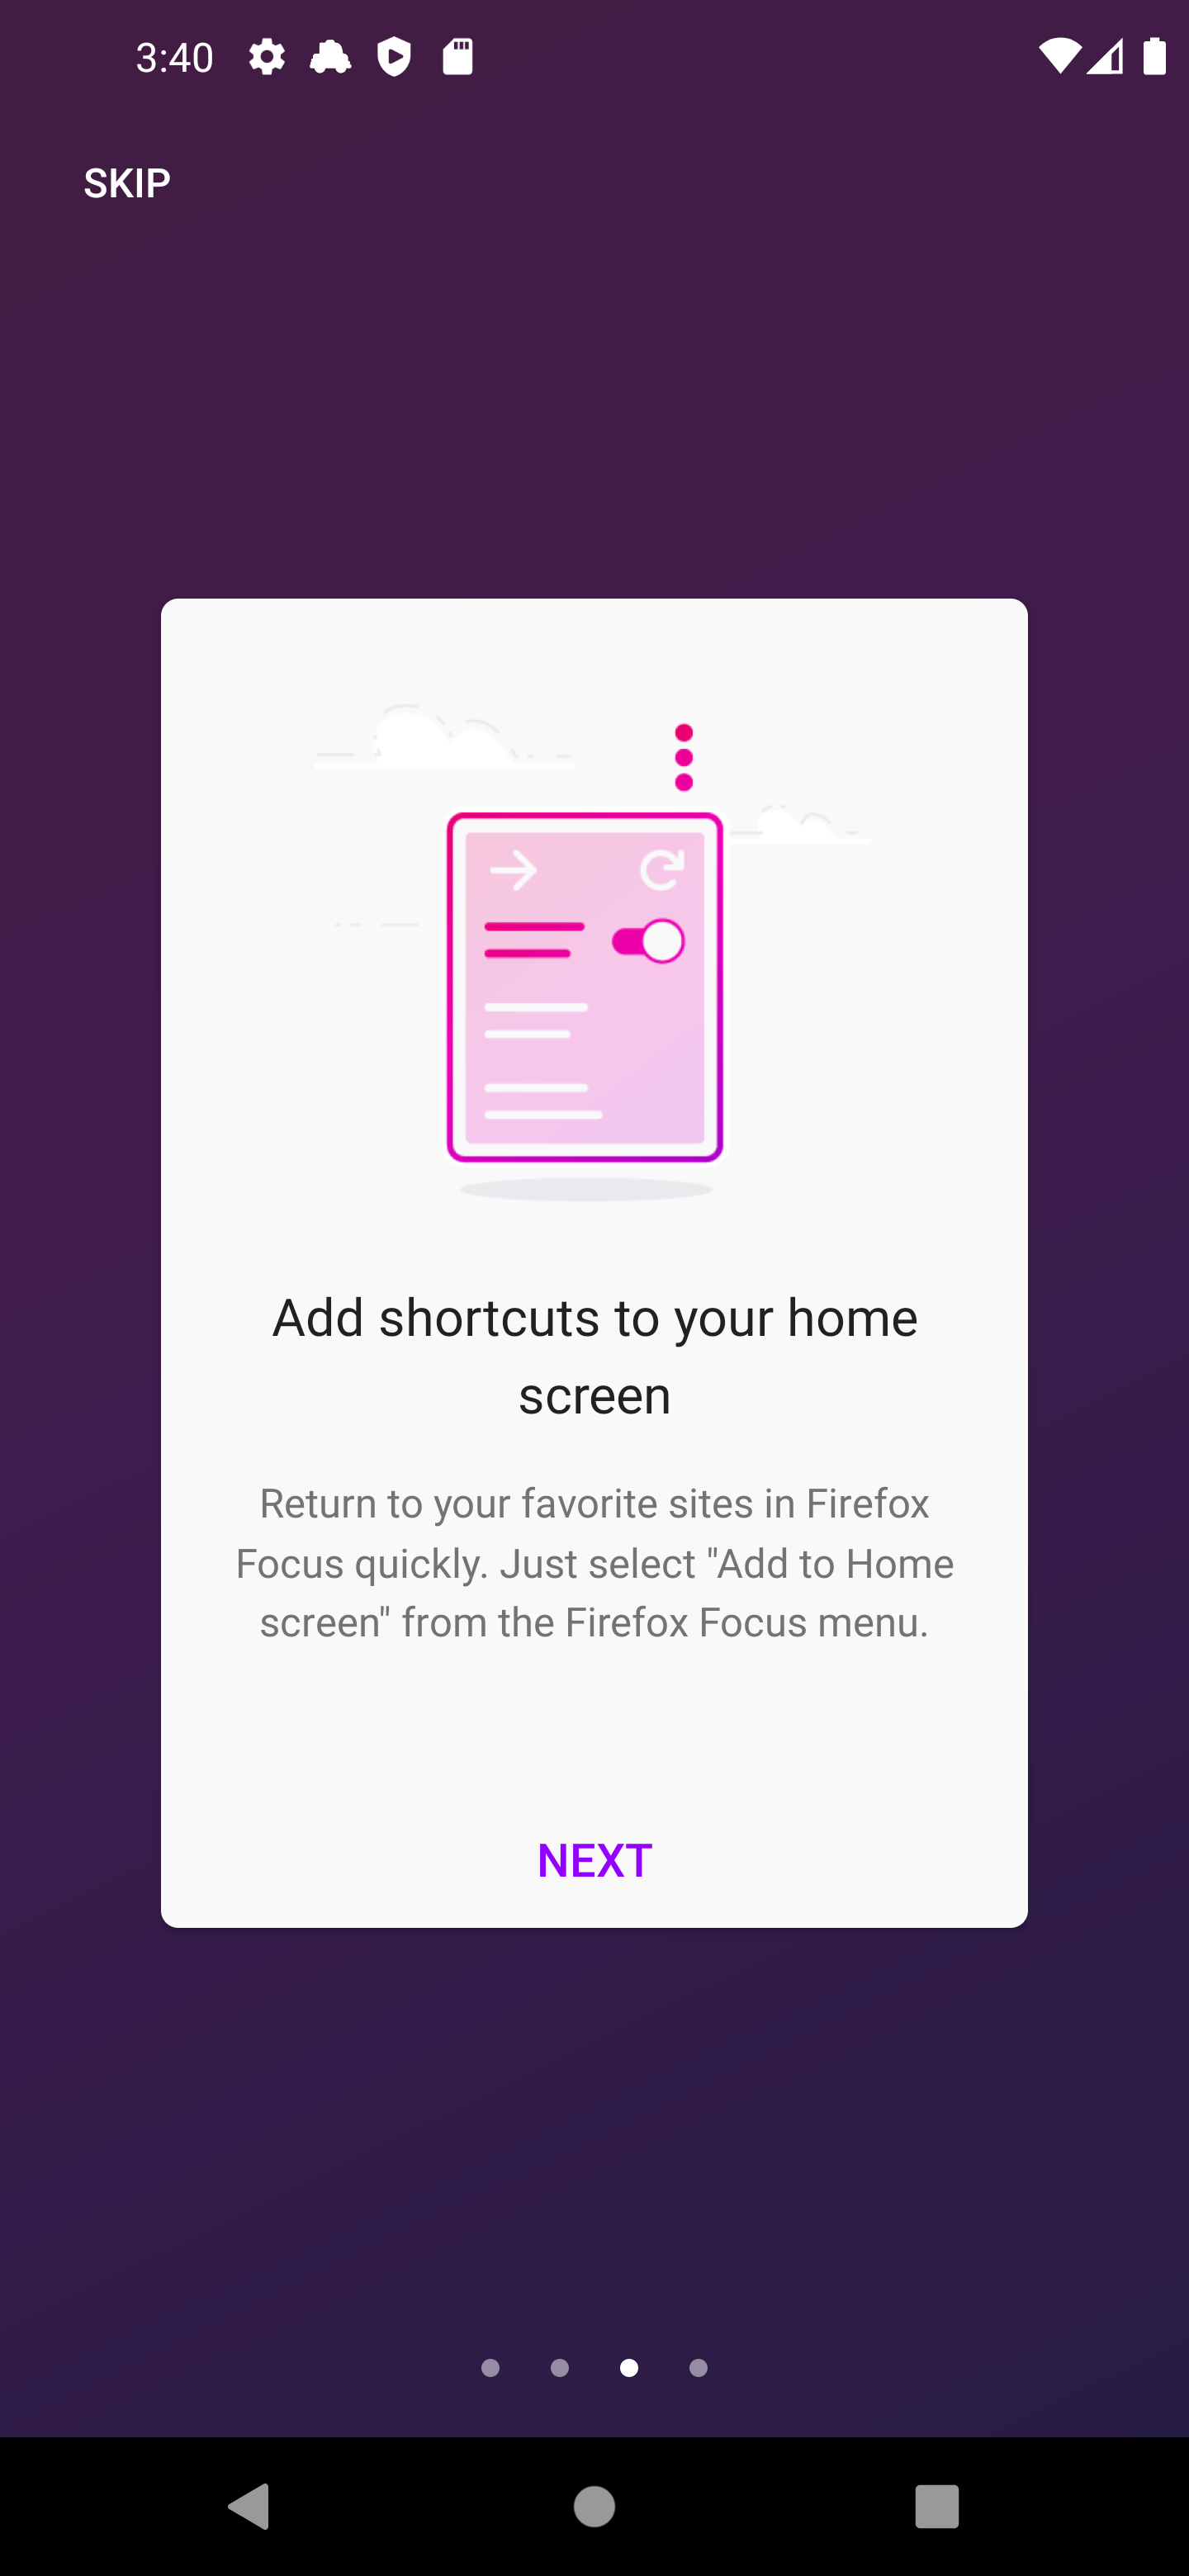 3:40
SKIP
Add shortcuts to your home
screen
Return to your favorite sites in Firefox
Focus quickly. Just select "Add to Home
screen" from the Firefox Focus menu.
NEXT